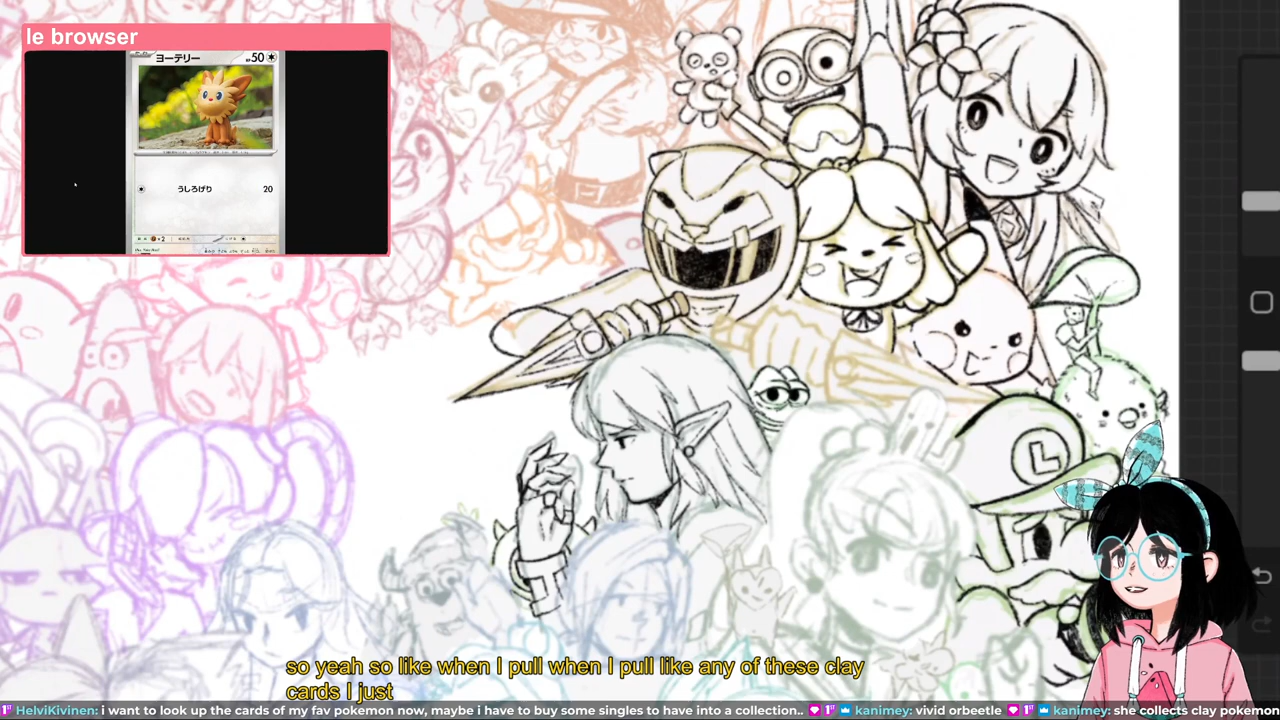 le browser
ヨーテリー
HP 50
うしろげり 20
×2
L
so yeah so like when I pull when I pull like any of these clay
cards I just
HelviKivinen: i want to look up the cards of my fav pokemon now, maybe i have to buy some singles to have into a collection.. kanimey: vivid orbeetle kanimey: she collects clay pokemon